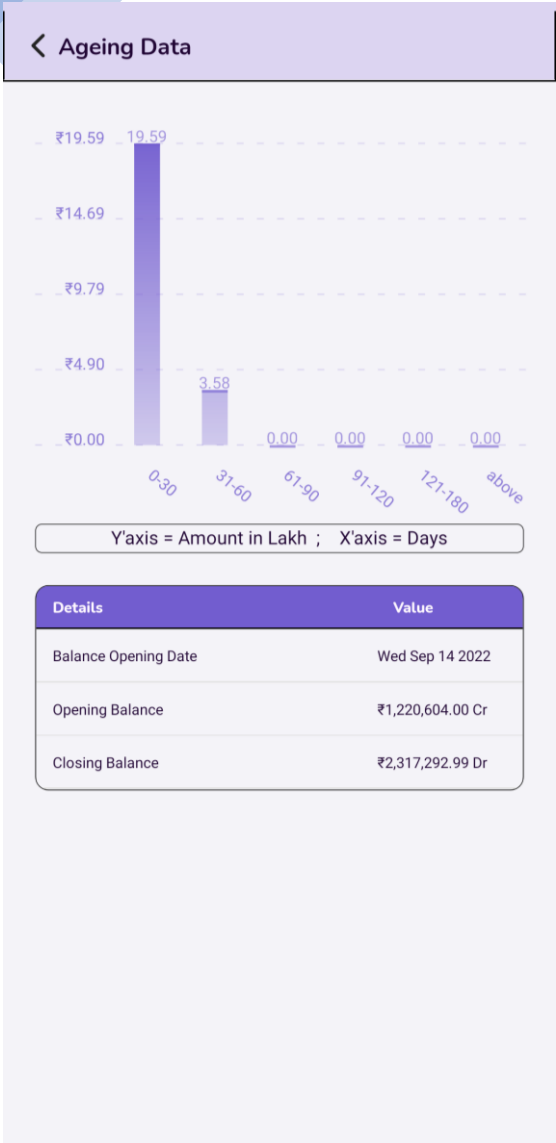 Ageing Data
₹19.59
19.59
₹14.69
₹9.79
₹4.90
3.58
₹0.00
0.00 0.00 0.00 0.00
0-30 31-60 61-90 91-120 121-180 above
Y'axis = Amount in Lakh ; X'axis = Days
Details Value
Balance Opening Date Wed Sep 14 2022
Opening Balance ₹1,220,604.00 Cr
Closing Balance ₹2,317,292.99 Dr